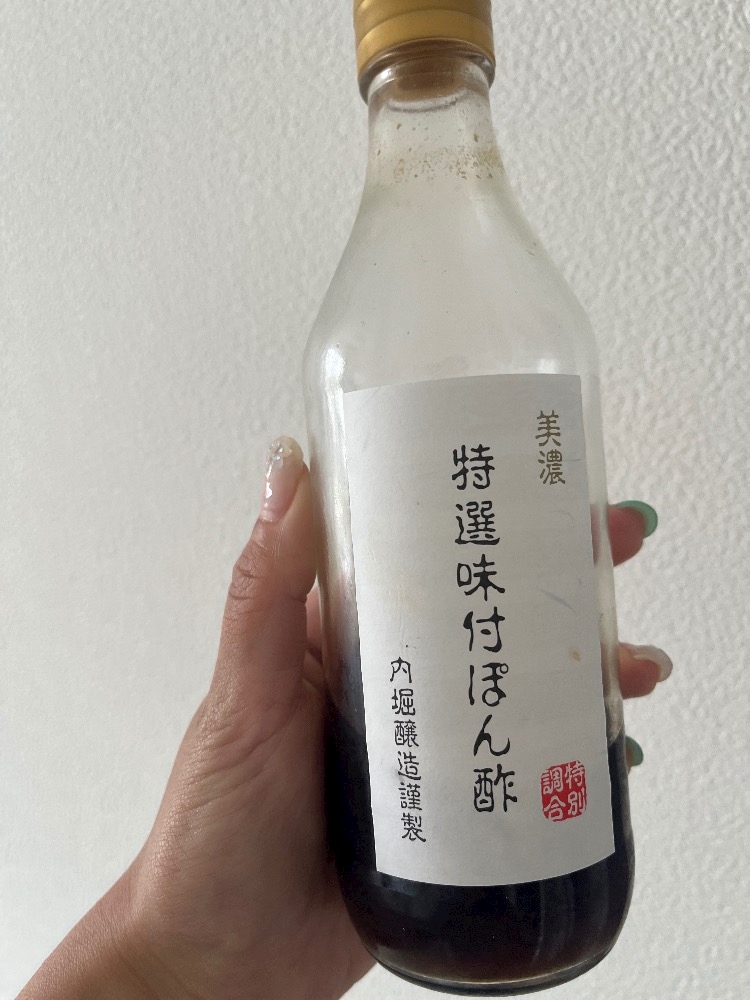 美濃
特選味付ぽん酢
特別
調合
内堀醸造謹製